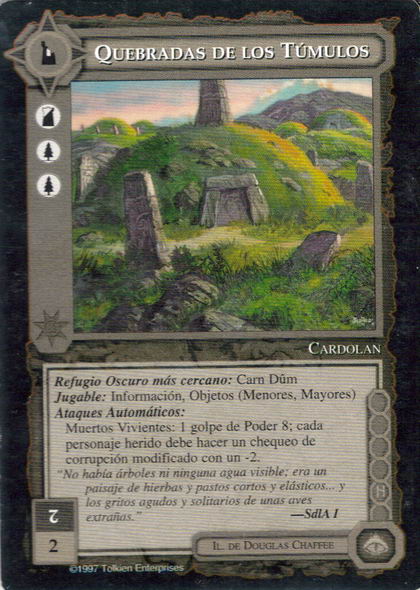 Quebradas de los Túmulos
Cardolan
Refugio Oscuro más cercano: Carn Dûm
Jugable: Información, Objetos (Menores, Mayores)
Ataques Automáticos:
Muertos Vivientes: 1 golpe de Poder 8; cada
personaje herido debe hacer un chequeo de
corrupción modificado con un -2.
"No había árboles ni ninguna agua visible; era un
paisaje de hierbas y pastos cortos y elásticos... y
los gritos agudos y solitarios de unas aves
extrañas."
—SdlA I
2
2
Il. de Douglas Chaffee
©1997 Tolkien Enterprises